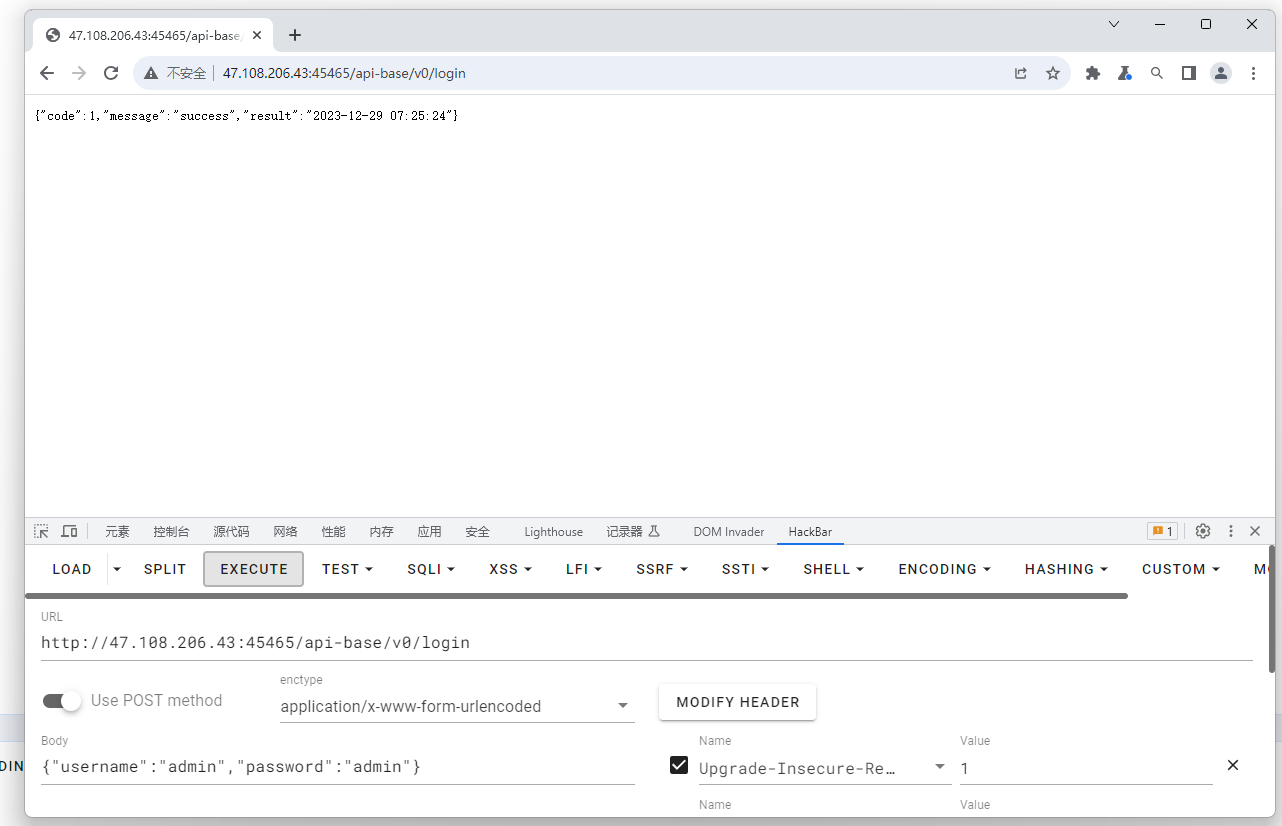 47.108.206.43:45465/api-base/
不安全 47.108.206.43:45465/api-base/v0/login
{"code":1,"message":"success","result":"2023-12-29 07:25:24"}
元素 控制台 源代码 网络 性能 内存 应用 安全 Lighthouse 记录器 DOM Invader HackBar 1
LOAD SPLIT EXECUTE TEST SQLI XSS LFI SSRF SSTI SHELL ENCODING HASHING CUSTOM
URL
http://47.108.206.43:45465/api-base/v0/login
Use POST method
enctype
application/x-www-form-urlencoded
MODIFY HEADER
Body
{"username":"admin","password":"admin"}
Name Value
Upgrade-Insecure-Re… 1
Name Value
DIN